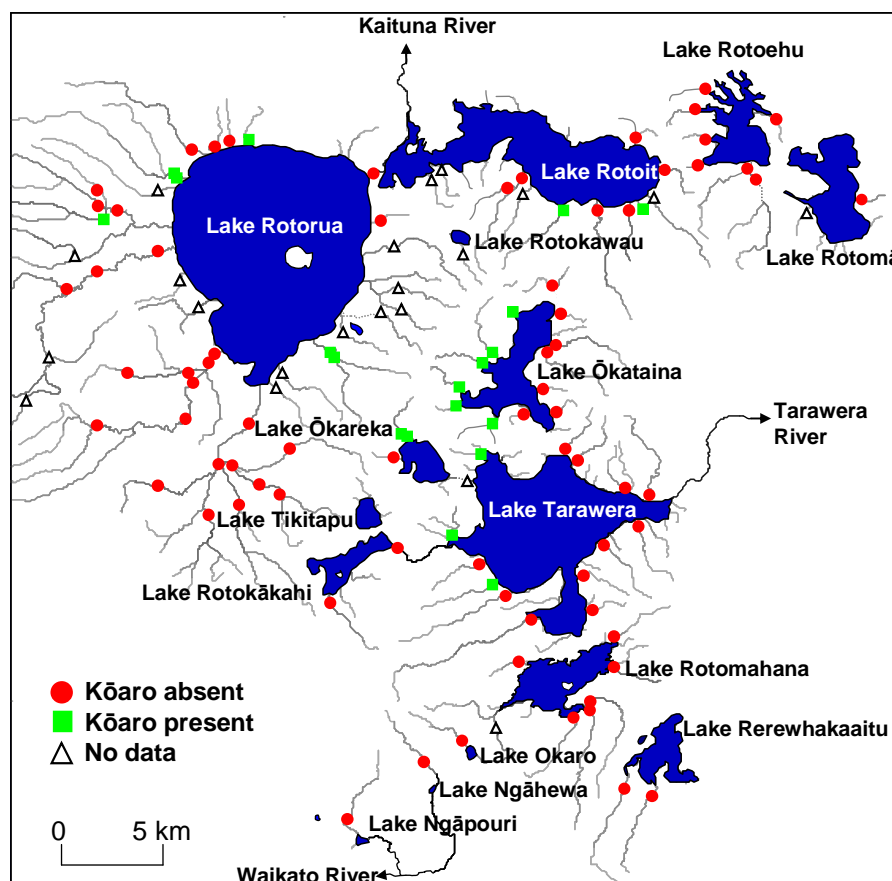 Kaituna River
Lake Rotoehu
Lake Rotoit
Lake Rotorua
Lake Rotokawau
Lake Rotomā
Lake Ōkataina
Tarawera
River
Lake Ōkareka
Lake Tarawera
Lake Tikitapu
Lake Rotokākahi
Lake Rotomahana
Kōaro absent
Kōaro present
No data
Lake Rerewhakaaitu
Lake Okaro
Lake Ngāhewa
Lake Ngāpouri
0 5 km
Waikato River